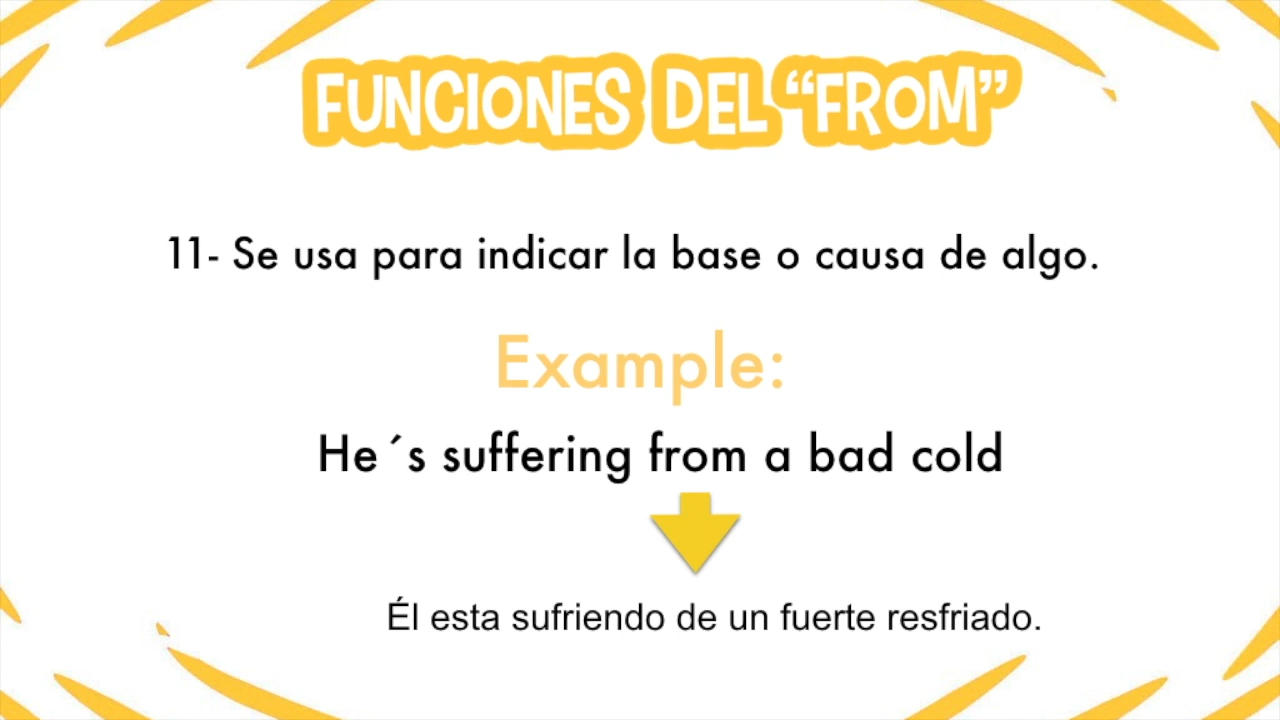 FUNCIONES DEL “FROM”
11- Se usa para indicar la base o causa de algo.
Example:
He´s suffering from a bad cold
Él esta sufriendo de un fuerte resfriado.